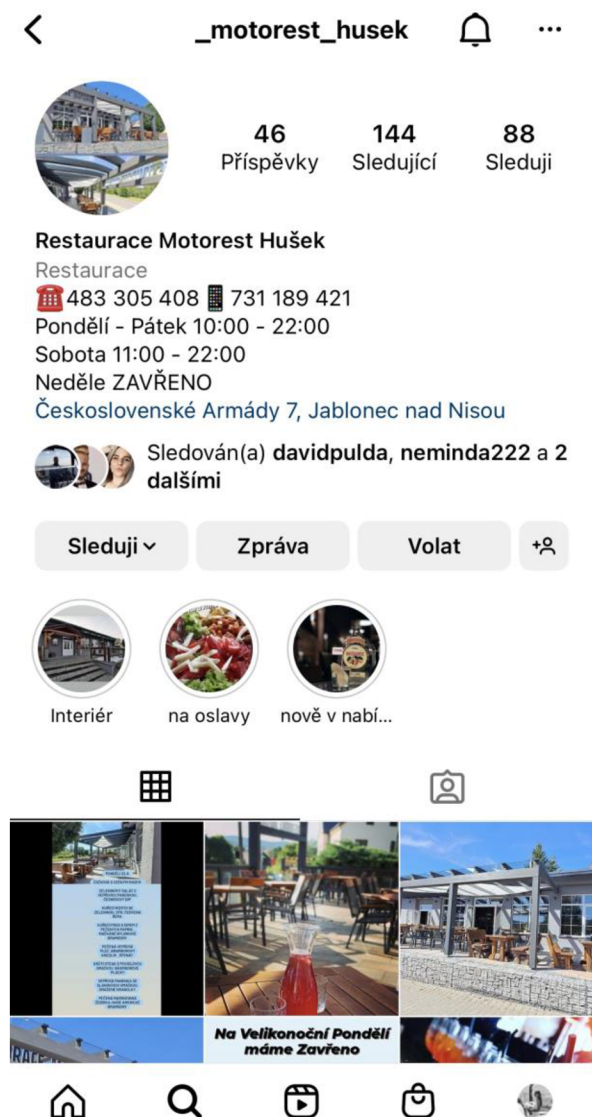 _motorest_husek
46
144
88
Příspěvky
Sledující
Sleduji
Restaurace Motorest Hušek
Restaurace
☎️483 305 408📱731 189 421
Pondělí - Pátek 10:00 - 22:00
Sobota 11:00 - 22:00
Neděle ZAVŘENO
Československé Armády 7, Jablonec nad Nisou
Sledován(a) davidpulda, neminda222 a 2
dalšími
Sleduji
Zpráva
Volat
Interiér
na oslavy
nově v nabí...
Na Velikonoční Pondělí
máme Zavřeno